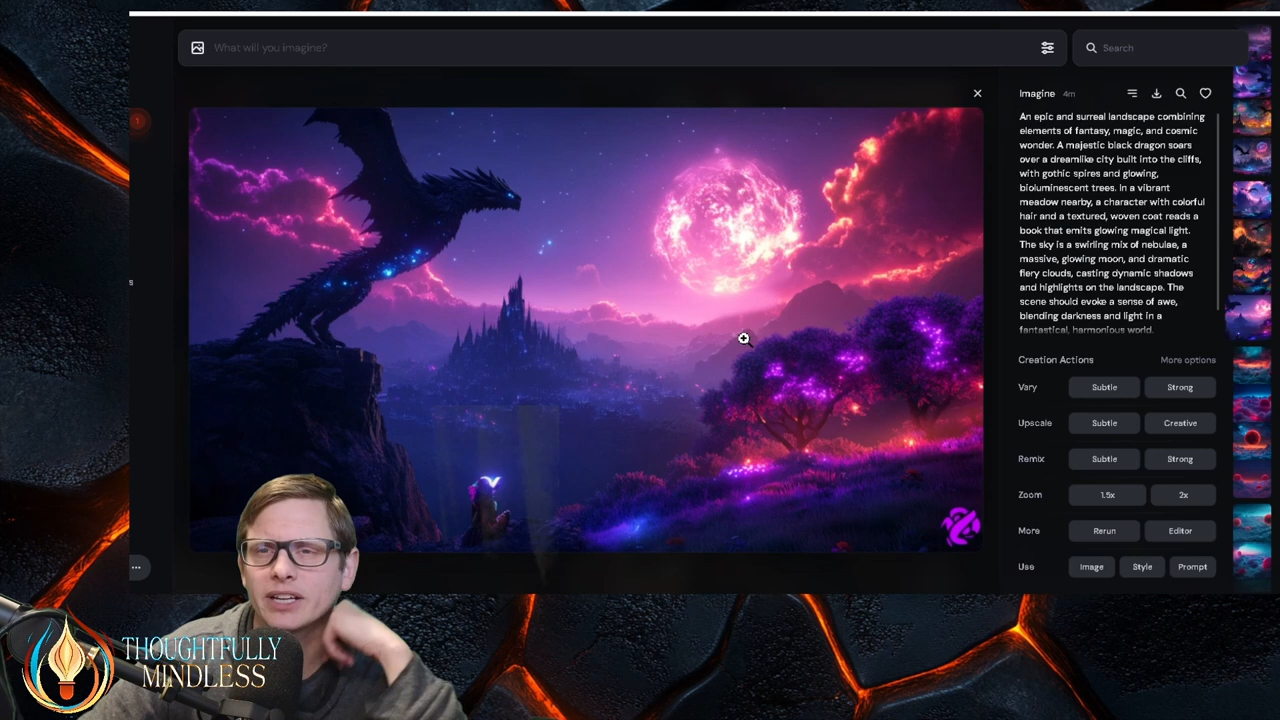 What will you imagine?
Search
Imagine 4m
1
An epic and surreal landscape combining
elements of fantasy, magic, and cosmic
wonder. A majestic black dragon soars
over a dreamlike city built into the cliffs,
with gothic spires and glowing,
bioluminescent trees. In a vibrant
meadow nearby, a character with colorful
hair and a textured, woven coat reads a
book that emits glowing magical light.
The sky is a swirling mix of nebulae, a
massive, glowing moon, and dramatic
fiery clouds, casting dynamic shadows
and highlights on the landscape. The
s
scene should evoke a sense of awe,
blending darkness and light in a
fantastical, harmonious world.
Creation Actions More options
Vary Subtle Strong
Upscale Subtle Creative
Remix Subtle Strong
Zoom 1.5x 2x
More Rerun Editor
Use Image Style Prompt
...
THOUGHTFULLY
MINDLESS